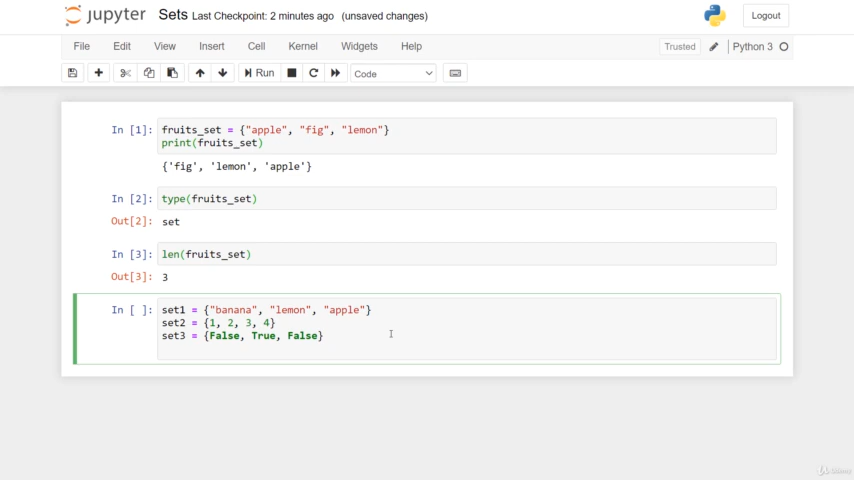 jupyter Sets Last Checkpoint: 2 minutes ago (unsaved changes) Logout
File Edit View Insert Cell Kernel Widgets Help Trusted Python 3
Run Code
In [1]: fruits_set = {"apple", "fig", "lemon"}
print(fruits_set)
{'fig', 'lemon', 'apple'}
In [2]: type(fruits_set)
Out[2]: set
In [3]: len(fruits_set)
Out[3]: 3
In [ ]: set1 = {"banana", "lemon", "apple"}
set2 = {1, 2, 3, 4}
set3 = {False, True, False}
Udemy